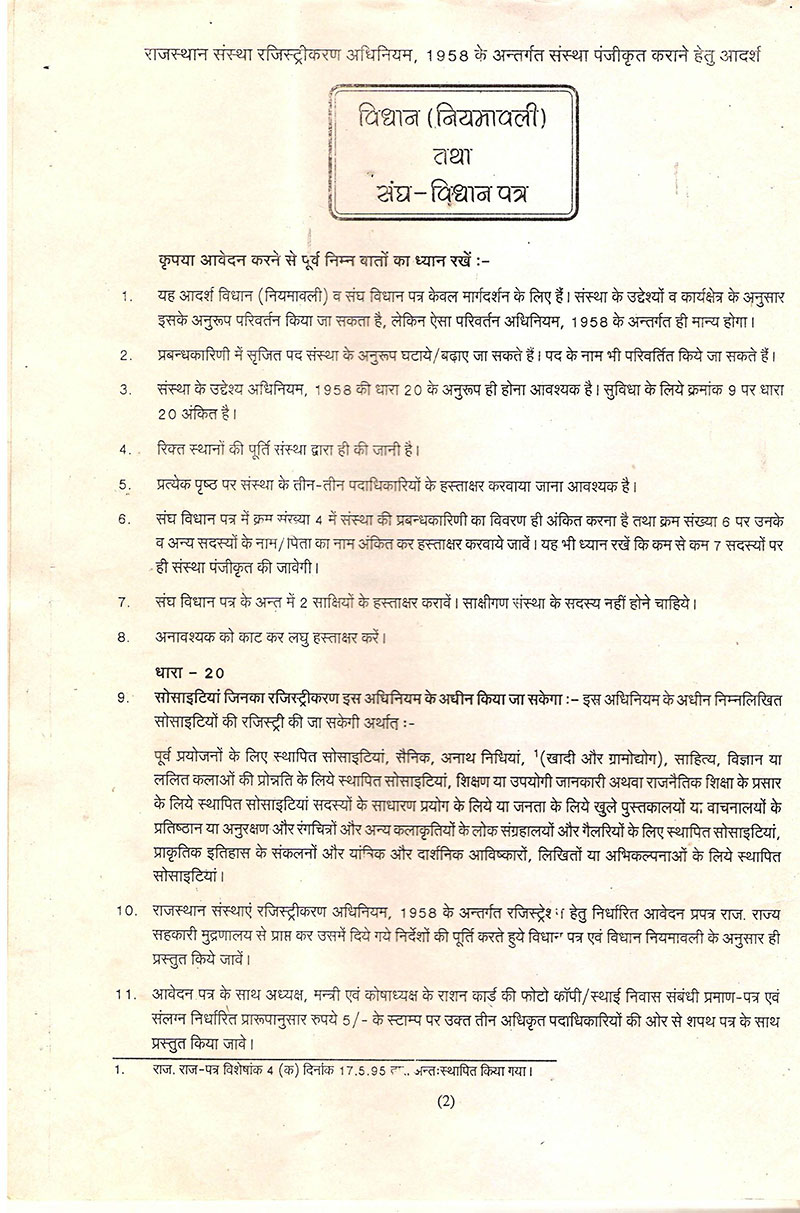 राजस्थान संस्था रजिस्ट्रीकरण अधिनियम, 1958 के अन्तर्गत संस्था पंजीकृत कराने हेतु आदर्श
विधान (नियमावली)
तथा
संघ-विधान पत्र
कृपया आवेदन करने से पूर्व निम्न बातों का ध्यान रखें :-
1. यह आदर्श विधान (नियमावली) व संघ विधान पत्र केवल मार्गदर्शन के लिए हैं। संस्था के उद्देश्यों व कार्यक्षेत्र के अनुसार
इसके अनुरूप परिवर्तन किया जा सकता है, लेकिन ऐसा परिवर्तन अधिनियम, 1958 के अन्तर्गत ही मान्य होगा।
2. प्रबन्धकारिणी में सृजित पद संस्था के अनुरूप घटाये/बढ़ाए जा सकते हैं। पद के नाम भी परिवर्तित किये जा सकते हैं।
3. संस्था के उद्देश्य अधिनियम, 1958 की धारा 20 के अनुरूप ही होना आवश्यक है। सुविधा के लिये क्रमांक 9 पर धारा
20 अंकित है।
4. रिक्त स्थानों की पूर्ति संस्था द्वारा ही की जानी है।
5. प्रत्येक पृष्ठ पर संस्था के तीन-तीन पदाधिकारियों के हस्ताक्षर करवाया जाना आवश्यक है।
6. संघ विधान पत्र में क्रम संख्या 4 में संस्था की प्रबन्धकारिणी का विवरण ही अंकित करना है तथा क्रम संख्या 6 पर उनके
व अन्य सदस्यों के नाम/पिता का नाम अंकित कर हस्ताक्षर करवाये जावें। यह भी ध्यान रखें कि कम से कम 7 सदस्यों पर
ही संस्था पंजीकृत की जावेगी।
7. संघ विधान पत्र के अन्त में 2 साक्षियों के हस्ताक्षर करावें। साक्षीगण संस्था के सदस्य नहीं होने चाहिये।
8. अनावश्यक को काट कर लघु हस्ताक्षर करें।
धारा - 20
9. सोसाइटियां जिनका रजिस्ट्रीकरण इस अधिनियम के अधीन किया जा सकेगा :- इस अधिनियम के अधीन निम्नलिखित
सोसाइटियों की रजिस्ट्री की जा सकेगी अर्थात् :-
पूर्व प्रयोजनों के लिए स्थापित सोसाइटियां, सैनिक, अनाथ निधियां, ¹(खादी और ग्रामोद्योग), साहित्य, विज्ञान या
ललित कलाओं की प्रोन्नति के लिये स्थापित सोसाइटियां, शिक्षण या उपयोगी जानकारी अथवा राजनैतिक शिक्षा के प्रसार
के लिये स्थापित सोसाइटियां सदस्यों के साधारण प्रयोग के लिये या जनता के लिये खुले पुस्तकालयों या वाचनालयों के
प्रतिष्ठान या अनुरक्षण और रंगचित्रों और अन्य कलाकृतियों के लोक संग्रहालयों और गैलरियों के लिए स्थापित सोसाइटियां,
प्राकृतिक इतिहास के संकलनों और यांत्रिक और दार्शनिक आविष्कारों, लिखितों या अभिकल्पनाओं के लिये स्थापित
सोसाइटियां।
10. राजस्थान संस्थाएं रजिस्ट्रीकरण अधिनियम, 1958 के अन्तर्गत रजिस्ट्रेशन हेतु निर्धारित आवेदन प्रपत्र राज. राज्य
सहकारी मुद्रणालय से प्राप्त कर उसमें दिये गये निर्देशों की पूर्ति करते हुये विधान पत्र एवं विधान नियमावली के अनुसार ही
प्रस्तुत किये जावें।
11. आवेदन पत्र के साथ अध्यक्ष, मन्त्री एवं कोषाध्यक्ष के राशन कार्ड की फोटो कॉपी/स्थाई निवास संबंधी प्रमाण-पत्र एवं
संलग्न निर्धारित प्रारूपानुसार रुपये 5/- के स्टाम्प पर उक्त तीन अधिकृत पदाधिकारियों की ओर से शपथ पत्र के साथ
प्रस्तुत किया जावे।
1. राज. राज-पत्र विशेषांक 4 (क) दिनांक 17.5.95 अन्तःस्थापित किया गया।
(2)